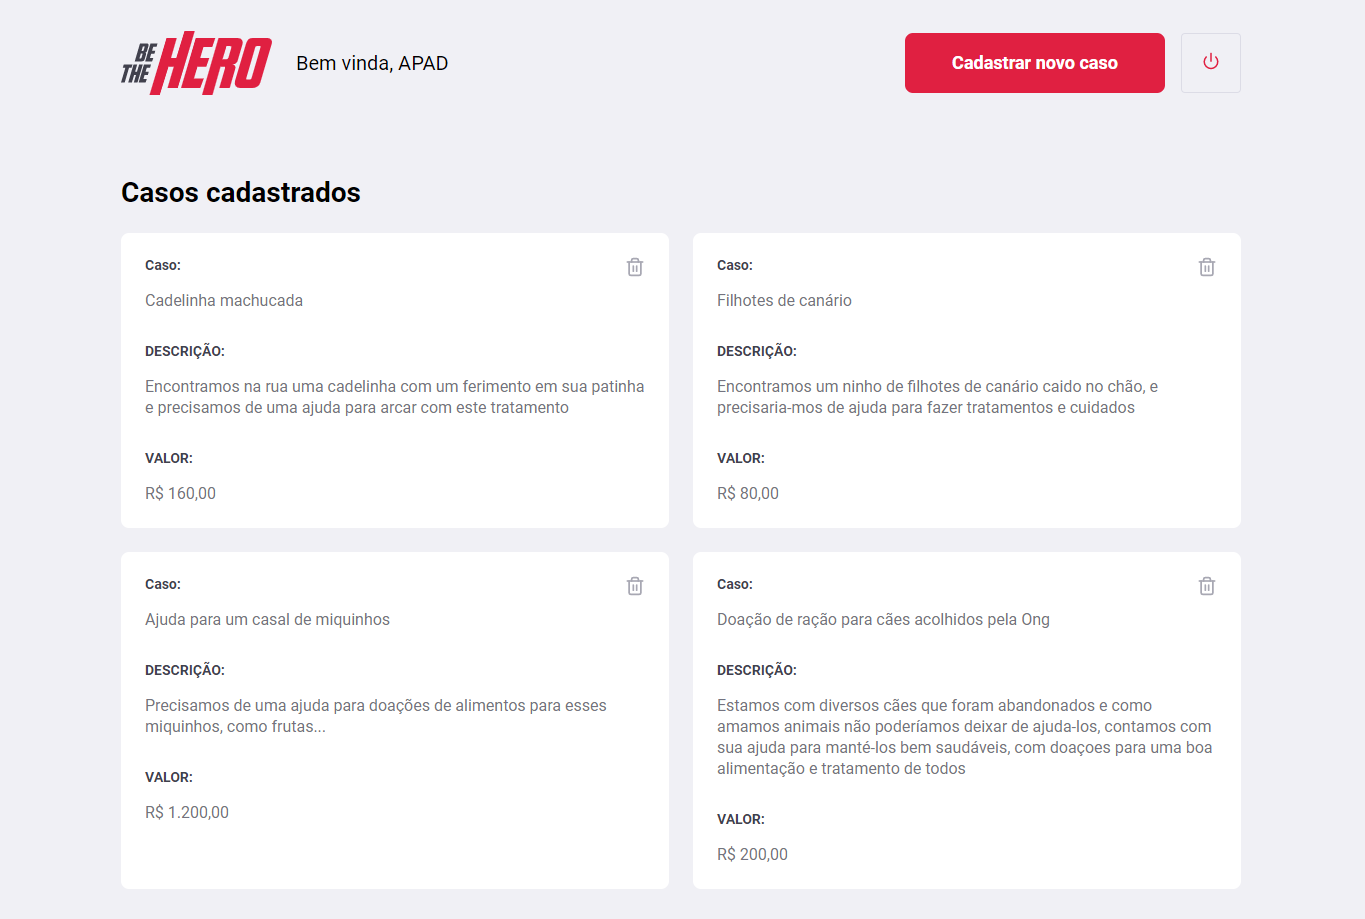 BE THE HERO
Bem vinda, APAD
Cadastrar novo caso
Casos cadastrados
Caso:
Cadelinha machucada
DESCRIÇÃO:
Encontramos na rua uma cadelinha com um ferimento em sua patinha
e precisamos de uma ajuda para arcar com este tratamento
VALOR:
R$ 160,00
Caso:
Filhotes de canário
DESCRIÇÃO:
Encontramos um ninho de filhotes de canário caido no chão, e
precisaria-mos de ajuda para fazer tratamentos e cuidados
VALOR:
R$ 80,00
Caso:
Ajuda para um casal de miquinhos
DESCRIÇÃO:
Precisamos de uma ajuda para doações de alimentos para esses
miquinhos, como frutas...
VALOR:
R$ 1.200,00
Caso:
Doação de ração para cães acolhidos pela Ong
DESCRIÇÃO:
Estamos com diversos cães que foram abandonados e como
amamos animais não poderíamos deixar de ajuda-los, contamos com
sua ajuda para manté-los bem saudáveis, com doaçoes para uma boa
alimentação e tratamento de todos
VALOR:
R$ 200,00